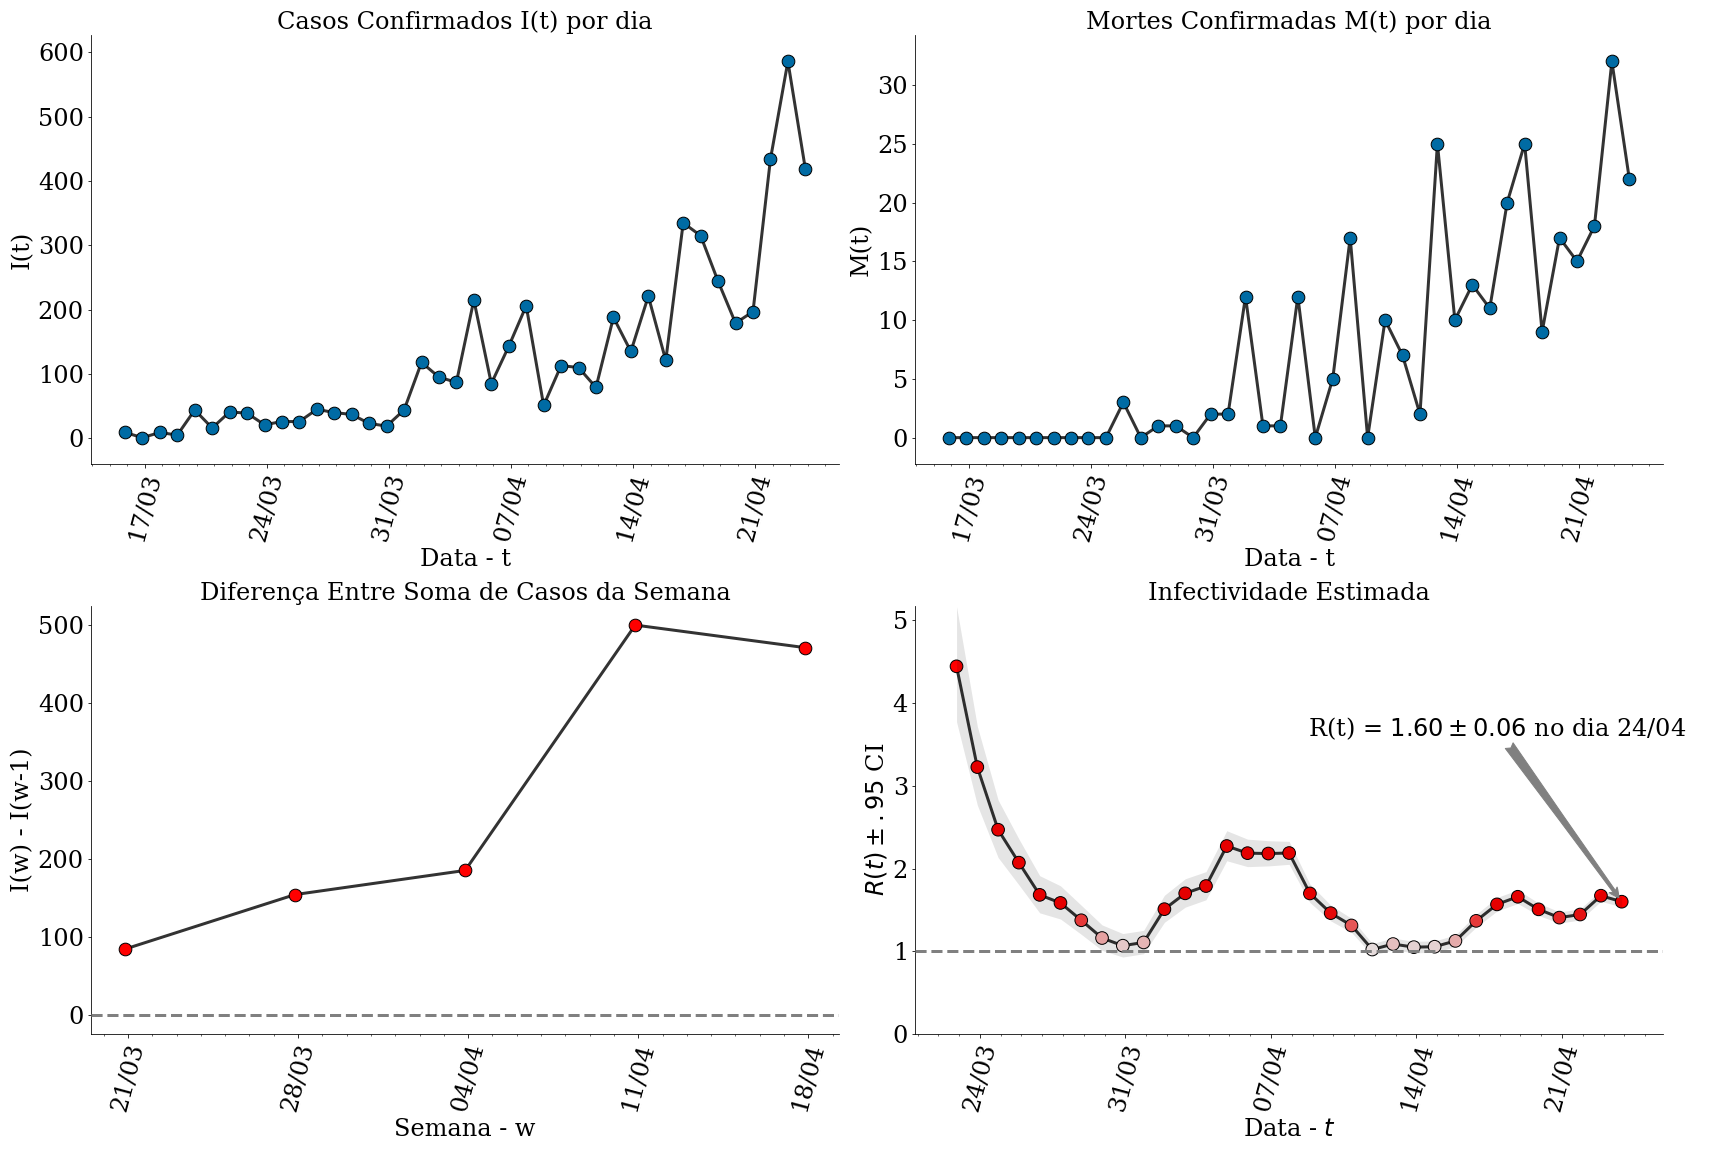 Casos Confirmados I(t) por dia
I(t)
600
500
400
300
200
100
0
17/03 24/03 31/03 07/04 14/04 21/04
Data - t
Mortes Confirmadas M(t) por dia
M(t)
30
25
20
15
10
5
0
17/03 24/03 31/03 07/04 14/04 21/04
Data - t
Diferença Entre Soma de Casos da Semana
I(w) - I(w-1)
500
400
300
200
100
0
21/03 28/03 04/04 11/04 18/04
Semana - w
Infectividade Estimada
R(t) ± .95 CI
5
4
3
2
1
0
R(t) = 1.60 ± 0.06 no dia 24/04
24/03 31/03 07/04 14/04 21/04
Data - t